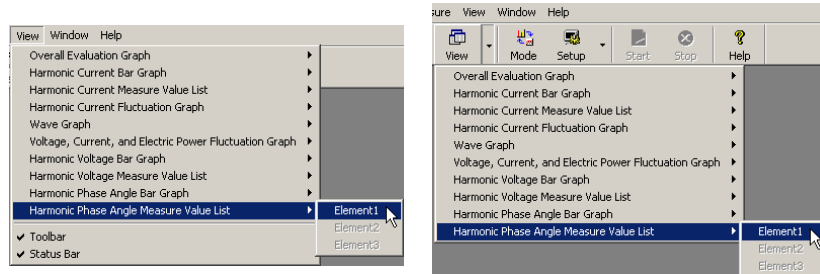 View Window Help
Overall Evaluation Graph
Harmonic Current Bar Graph
Harmonic Current Measure Value List
Harmonic Current Fluctuation Graph
Wave Graph
Voltage, Current, and Electric Power Fluctuation Graph
Harmonic Voltage Bar Graph
Harmonic Voltage Measure Value List
Harmonic Phase Angle Bar Graph
Harmonic Phase Angle Measure Value List
Element1
Element2
Element3
Toolbar
Status Bar
sure View Window Help
View Mode Setup Start Stop Help
Overall Evaluation Graph
Harmonic Current Bar Graph
Harmonic Current Measure Value List
Harmonic Current Fluctuation Graph
Wave Graph
Voltage, Current, and Electric Power Fluctuation Graph
Harmonic Voltage Bar Graph
Harmonic Voltage Measure Value List
Harmonic Phase Angle Bar Graph
Harmonic Phase Angle Measure Value List
Element1
Element2
Element3